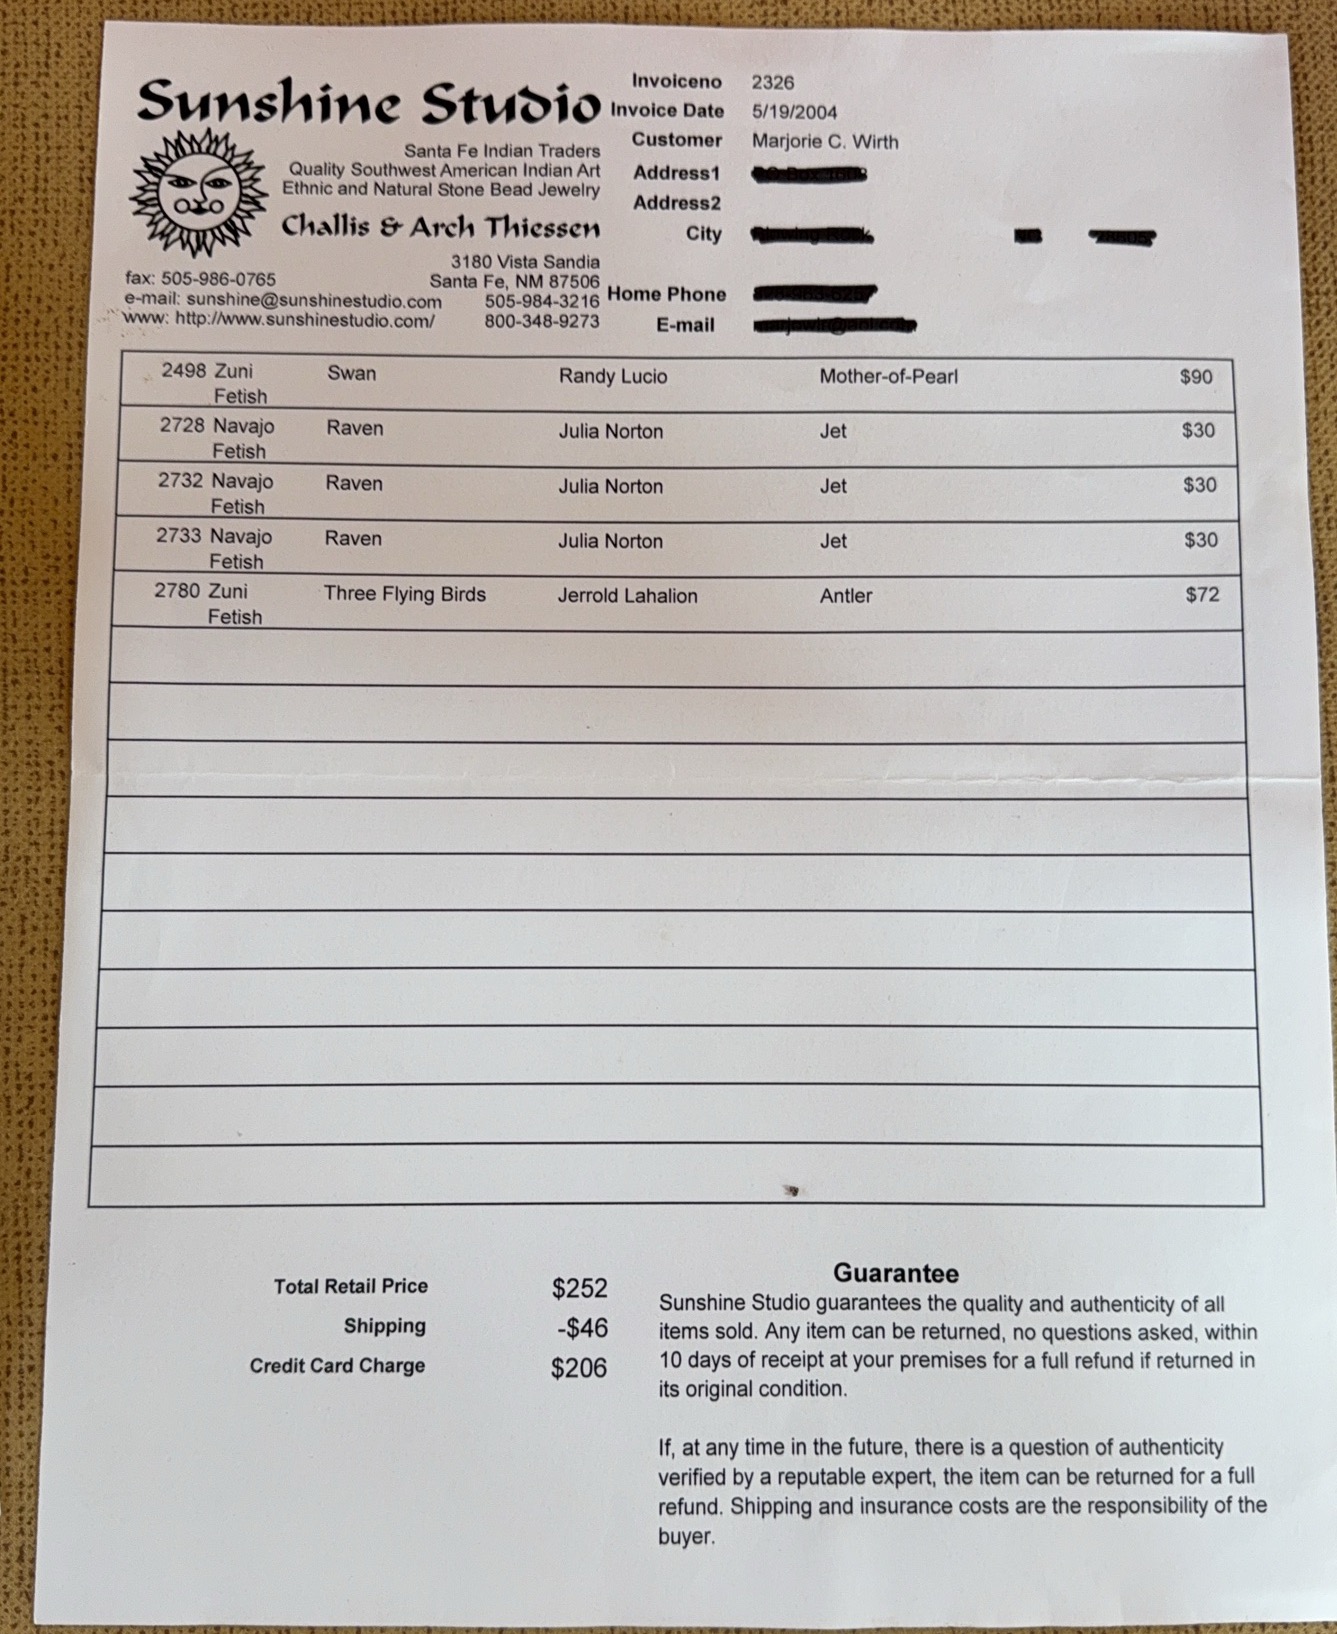 Sunshine Studio
Santa Fe Indian Traders
Quality Southwest American Indian Art
Ethnic and Natural Stone Bead Jewelry
Challis & Arch Thiessen
3180 Vista Sandia
fax: 505-986-0765 Santa Fe, NM 87506
e-mail: sunshine@sunshinestudio.com 505-984-3216
www: http://www.sunshinestudio.com/ 800-348-9273
Invoiceno 2326
Invoice Date 5/19/2004
Customer Marjorie C. Wirth
Address1
Address2
City
Home Phone
E-mail
2498 Zuni Swan Randy Lucio Mother-of-Pearl $90
Fetish
2728 Navajo Raven Julia Norton Jet $30
Fetish
2732 Navajo Raven Julia Norton Jet $30
Fetish
2733 Navajo Raven Julia Norton Jet $30
Fetish
2780 Zuni Three Flying Birds Jerrold Lahalion Antler $72
Fetish
Total Retail Price $252
Shipping -$46
Credit Card Charge $206
Guarantee
Sunshine Studio guarantees the quality and authenticity of all
items sold. Any item can be returned, no questions asked, within
10 days of receipt at your premises for a full refund if returned in
its original condition.
If, at any time in the future, there is a question of authenticity
verified by a reputable expert, the item can be returned for a full
refund. Shipping and insurance costs are the responsibility of the
buyer.